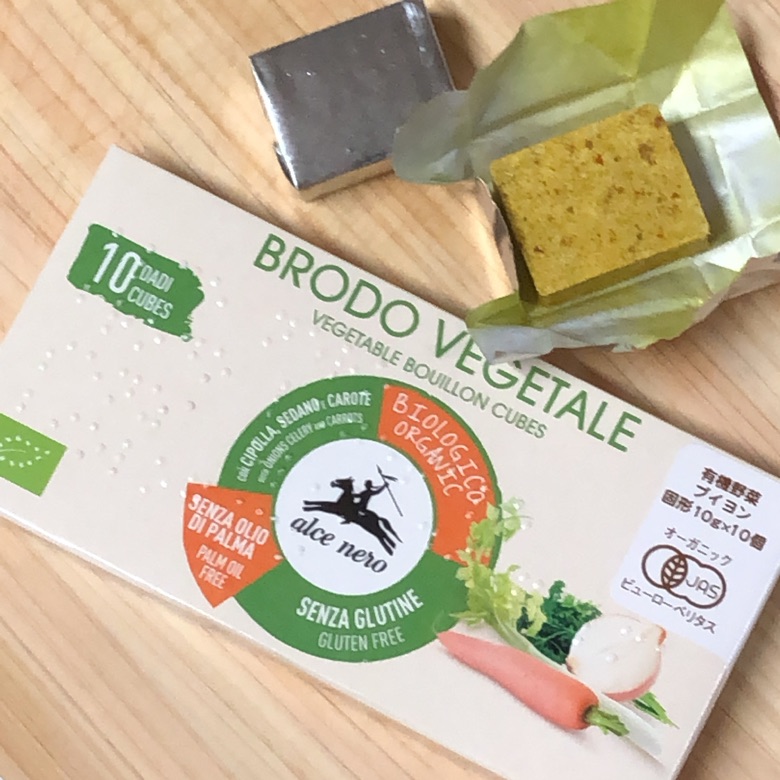 10 DADI
CUBES
BRODO VEGETALE
VEGETABLE BOUILLON CUBES
CON CIPOLLA, SEDANO E CAROTE
WITH ONIONS CELERY AND CARROTS
BIOLOGICO
ORGANIC
SENZA OLIO
DI PALMA
PALM OIL
FREE
alce nero
SENZA GLUTINE
GLUTEN FREE
有機野菜
ブイヨン
固形10g×10個
オーガニック
JAS
ビューローベリタス